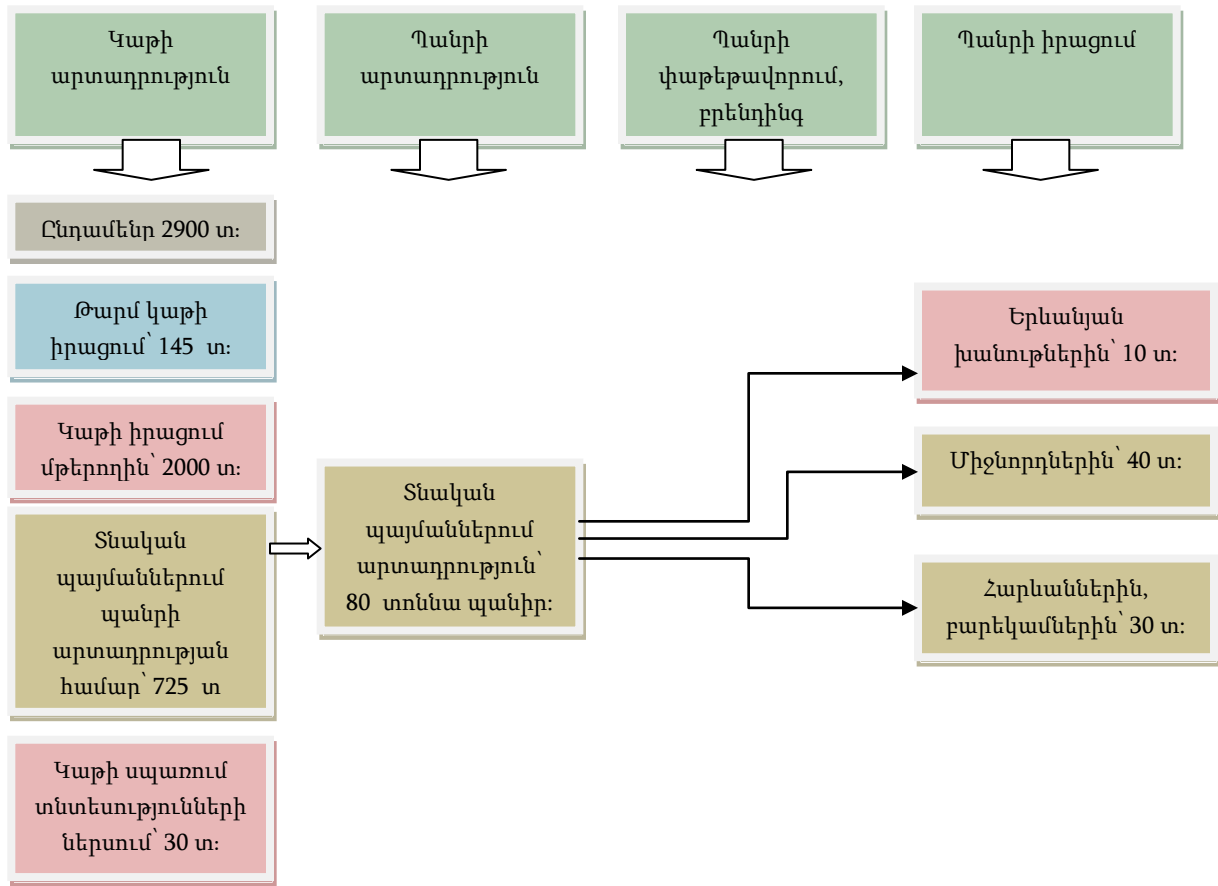 Կաթի
արտադրություն
Պանրի
արտադրություն
Պանրի
փաթեթավորում,
բրենդինգ
Պանրի իրացում
Ընդամենը 2900 տ։
Թարմ կաթի
իրացում՝ 145 տ։
Կաթի իրացում
մթերողին՝ 2000 տ։
Տնական
պայմաններում
պանրի
արտադրության
համար՝ 725 տ
Կաթի սպառում
տնտեսությունների
ներսում՝ 30 տ։
Տնական
պայմաններում
արտադրություն՝
80 տոննա պանիր։
Երևանյան
խանութներին՝ 10 տ։
Միջնորդներին՝ 40 տ։
Հարևաններին,
բարեկամներին՝ 30 տ։